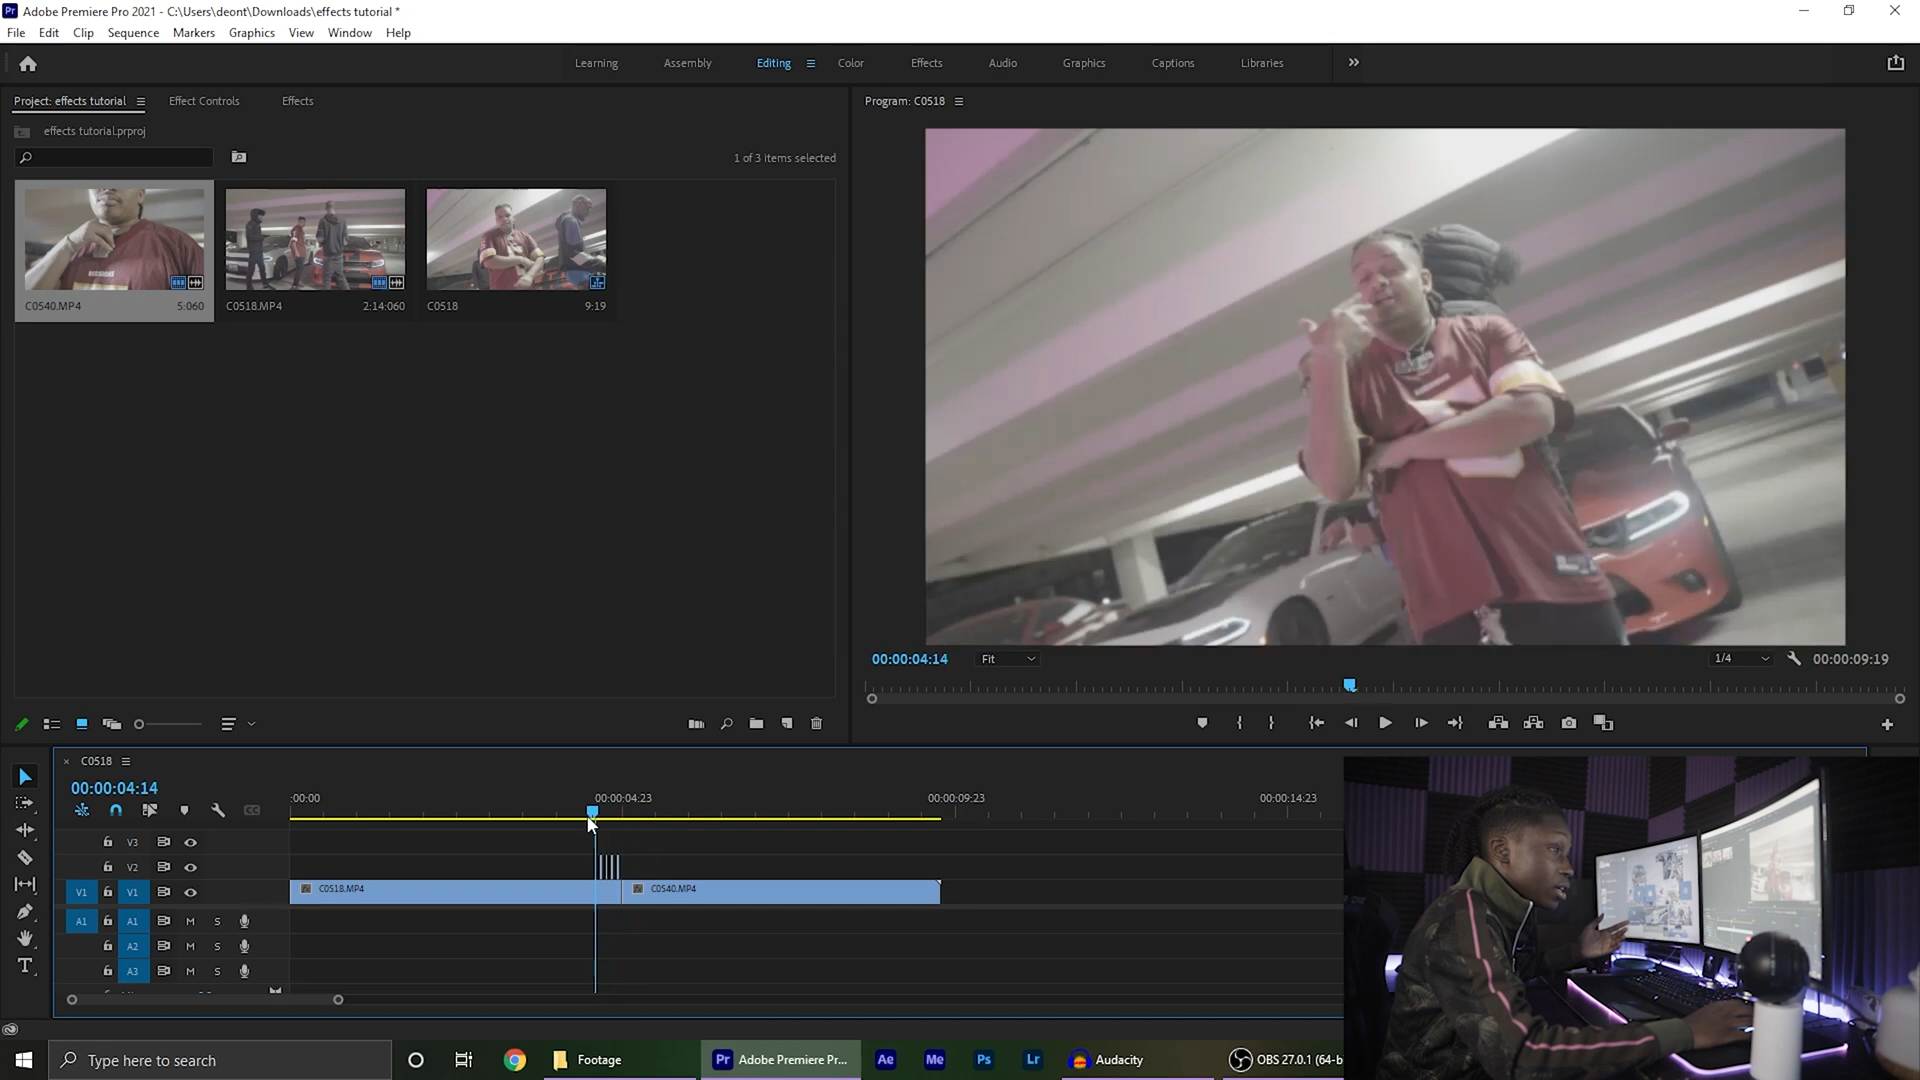 Pr Adobe Premiere Pro 2021 - C:\Users\deont\Downloads\effects tutorial *
File Edit Clip Sequence Markers Graphics View Window Help
Learning Assembly Editing Color Effects Audio Graphics Captions Libraries
Project: effects tutorial Effect Controls Effects
Program: C0518
effects tutorial.prproj
1 of 3 items selected
C0540.MP4 5:060 C0518.MP4 2:14:060 C0518 9:19
00:00:04:14 Fit 1/4 00:00:09:19
× C0518
00:00:04:14
:00:00 00:00:04:23 00:00:09:23 00:00:14:23
V3
V2
V1 V1 fx C0518.MP4 fx C0540.MP4
A1 A1 M S
A2 M S
A3 M S
Type here to search Footage Pr Adobe Premiere Pr... Ae Me Ps Lr Audacity OBS 27.0.1 (64-b